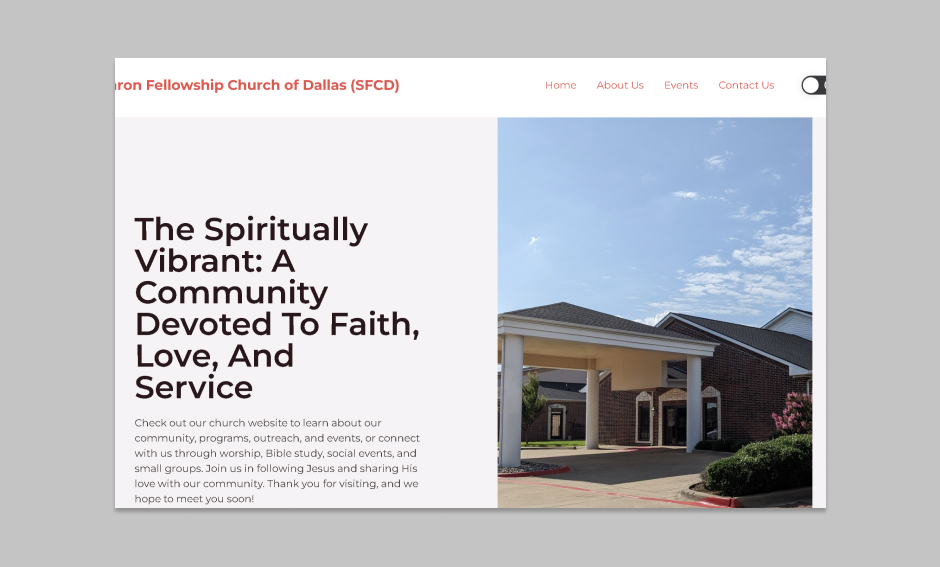 Fellowship Church of Dallas (SFCD)
Home About Us Events Contact Us
The Spiritually
Vibrant: A
Community
Devoted To Faith,
Love, And
Service
Check out our church website to learn about our
community, programs, outreach, and events, or connect
with us through worship, Bible study, social events, and
small groups. Join us in following Jesus and sharing His
love with our community. Thank you for visiting, and we
hope to meet you soon!